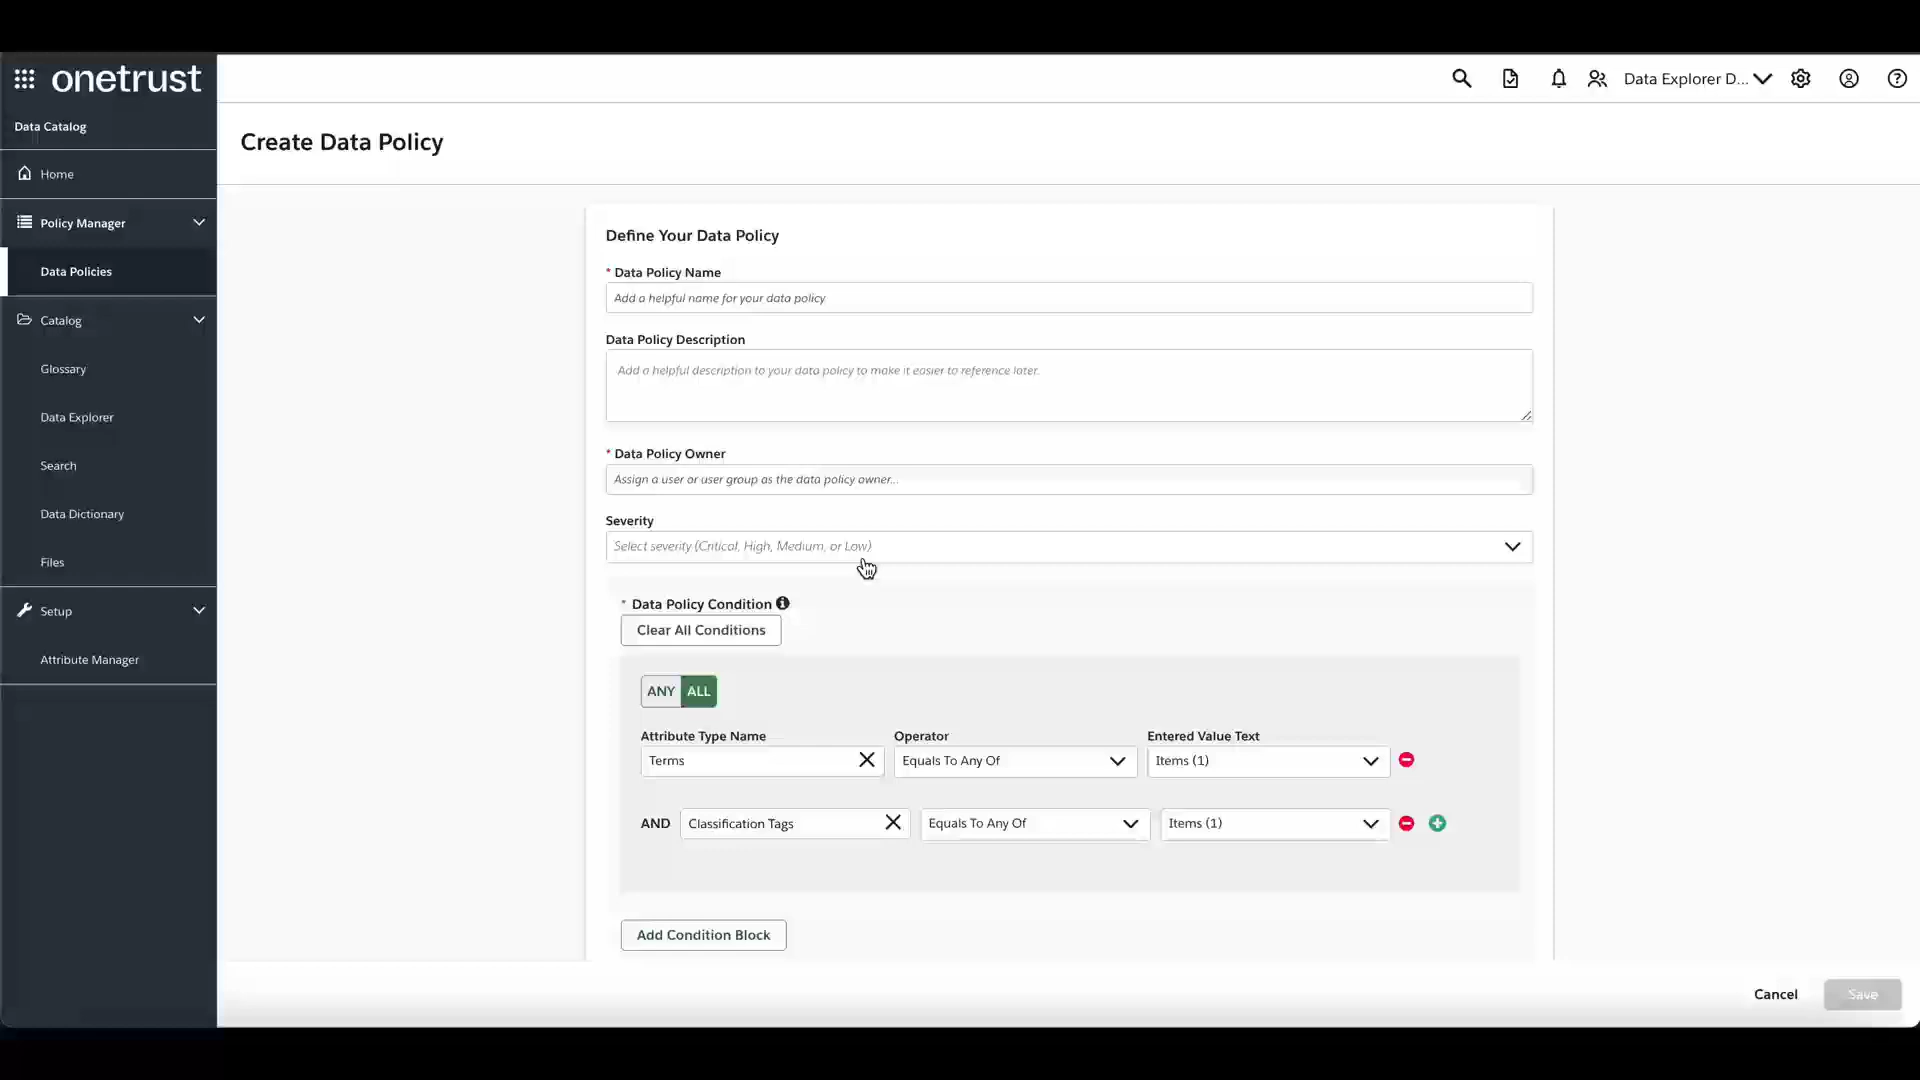 onetrust
Data Explorer D...
Data Catalog
Create Data Policy
Home
Policy Manager
Data Policies
Catalog
Glossary
Data Explorer
Search
Data Dictionary
Files
Setup
Attribute Manager
Define Your Data Policy
* Data Policy Name
Add a helpful name for your data policy
Data Policy Description
Add a helpful description to your data policy to make it easier to reference later.
* Data Policy Owner
Assign a user or user group as the data policy owner...
Severity
Select severity (Critical, High, Medium, or Low)
* Data Policy Condition
Clear All Conditions
ANY ALL
Attribute Type Name Operator Entered Value Text
Terms Equals To Any Of Items (1)
AND Classification Tags Equals To Any Of Items (1)
Add Condition Block
Cancel Save